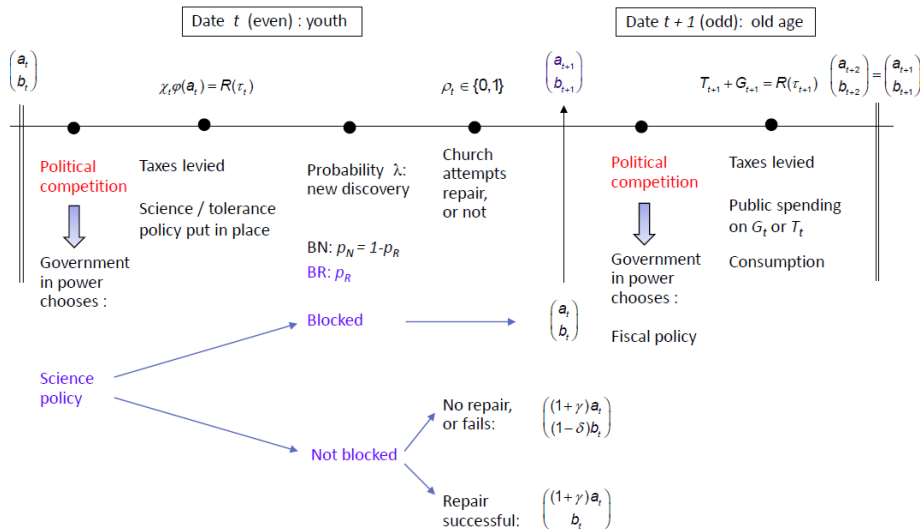 Date t (even) : youth
Date t + 1 (odd): old age
(a_t
b_t)
χ_t φ(a_t) = R(τ_t)
ρ_t ∈ {0,1}
(a_{t+1}
b_{t+1})
T_{t+1} + G_{t+1} = R(τ_{t+1})
(a_{t+2}
b_{t+2}) = (a_{t+1}
b_{t+1})
Political
competition
Government
in power
chooses :
Science
policy
Taxes levied
Science / tolerance
policy put in place
Probability λ:
new discovery
BN: p_N = 1-p_R
BR: p_R
Blocked
Not blocked
Church
attempts
repair,
or not
(a_t
b_t)
No repair,
or fails:
((1+γ)a_t
(1−δ)b_t)
Repair
successful:
((1+γ)a_t
b_t)
Political
competition
Government
in power
chooses :
Fiscal policy
Taxes levied
Public spending
on G_t or T_t
Consumption